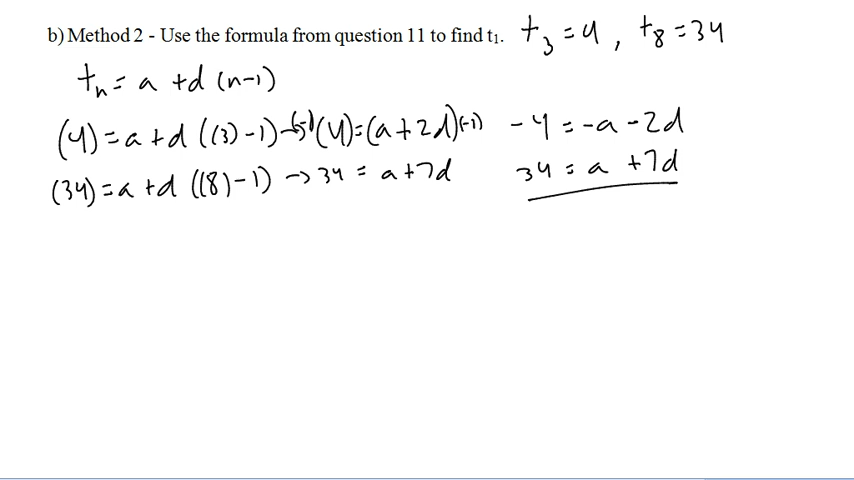 b) Method 2 - Use the formula from question 11 to find t₁. t₃ = 4 , t₈ = 34
tₙ = a + d (n-1)
(4) = a + d ((3) - 1) → (-1)(4) = (a + 2d)(-1) -4 = -a - 2d
(34) = a + d ((8) - 1) → 34 = a + 7d 34 = a + 7d